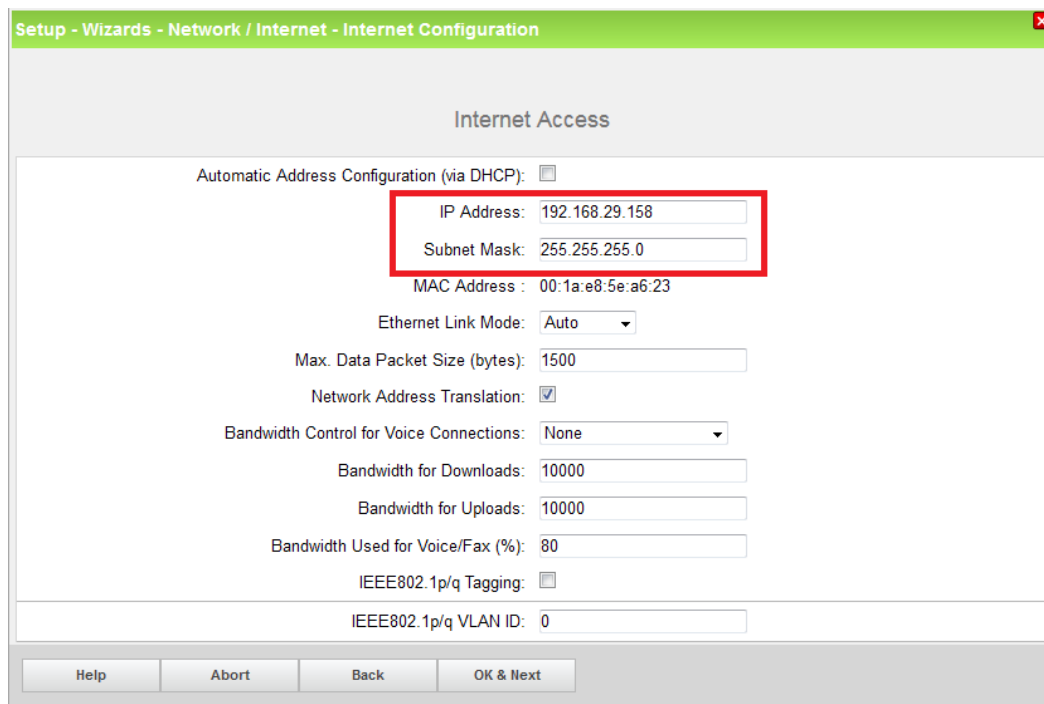 Setup - Wizards - Network / Internet - Internet Configuration
Internet Access
Automatic Address Configuration (via DHCP):
IP Address: 192.168.29.158
Subnet Mask: 255.255.255.0
MAC Address : 00:1a:e8:5e:a6:23
Ethernet Link Mode: Auto
Max. Data Packet Size (bytes): 1500
Network Address Translation:
Bandwidth Control for Voice Connections: None
Bandwidth for Downloads: 10000
Bandwidth for Uploads: 10000
Bandwidth Used for Voice/Fax (%): 80
IEEE802.1p/q Tagging:
IEEE802.1p/q VLAN ID: 0
Help Abort Back OK & Next